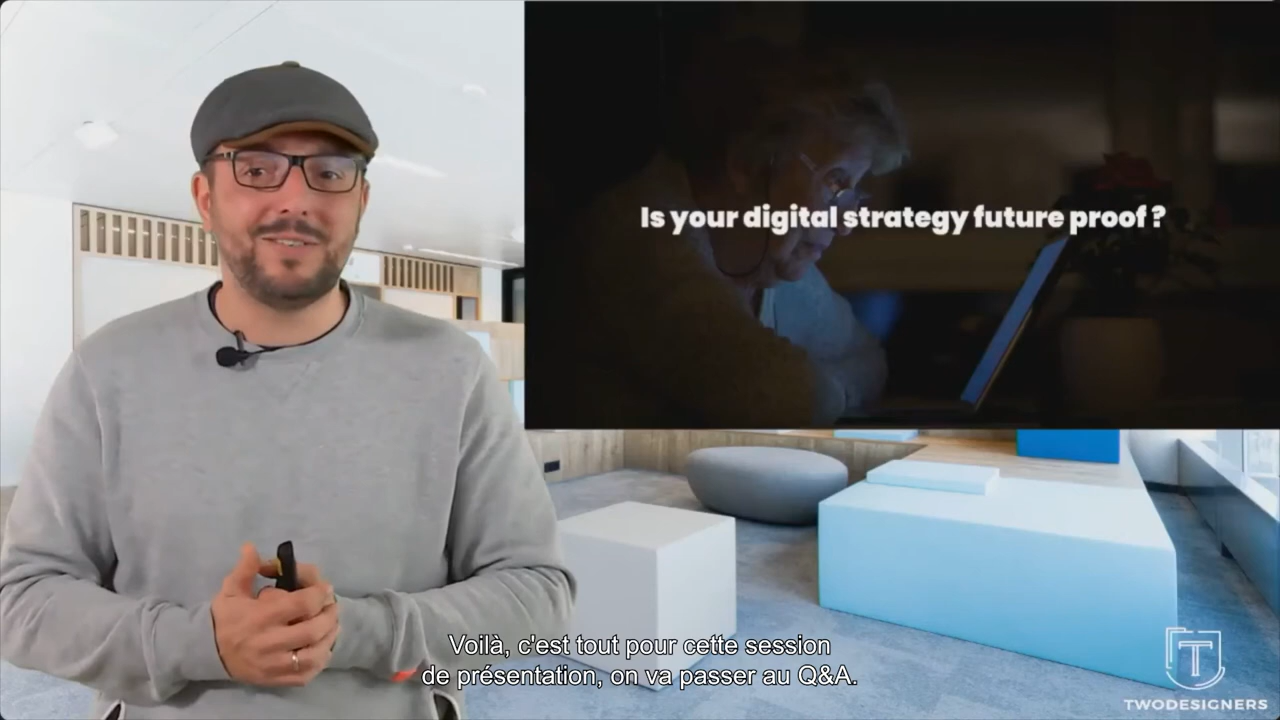 Is your digital strategy future proof ?
Voilà, c'est tout pour cette session
de présentation, on va passer au Q&A.
T
TWODESIGNERS